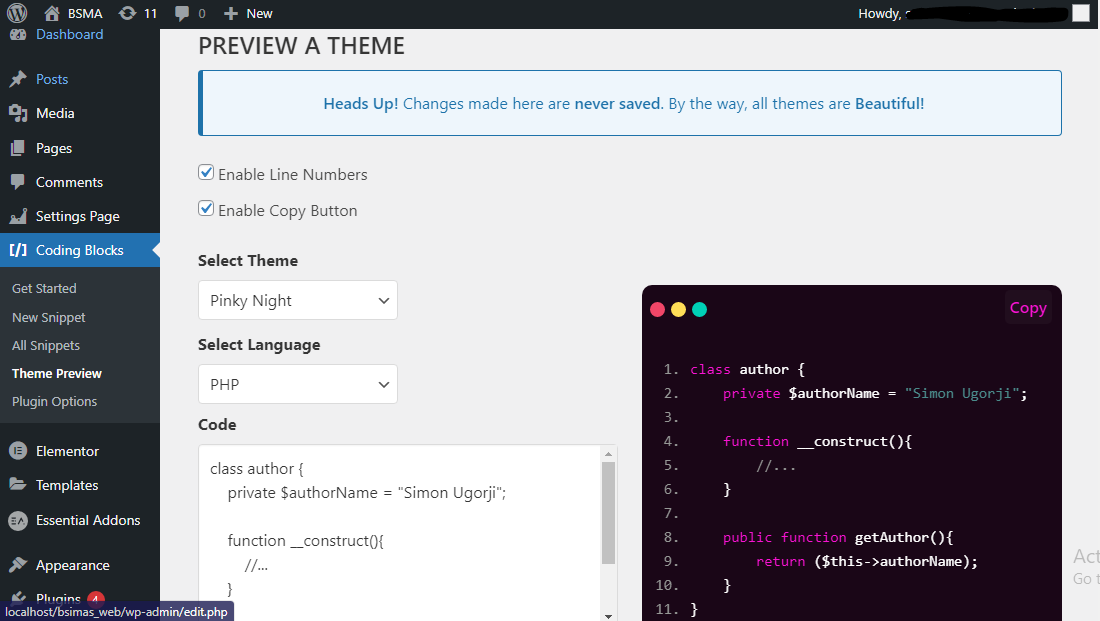 BSMA 11 0 New Howdy,
Dashboard
Posts
Media
Pages
Comments
Settings Page
[/] Coding Blocks
Get Started
New Snippet
All Snippets
Theme Preview
Plugin Options
Elementor
Templates
Essential Addons
Appearance
Plugins 4
localhost/bsimas_web/wp-admin/edit.php
PREVIEW A THEME
Heads Up! Changes made here are never saved. By the way, all themes are Beautiful!
Enable Line Numbers
Enable Copy Button
Select Theme
Pinky Night
Select Language
PHP
Code
class author {
private $authorName = "Simon Ugorji";
function __construct(){
//...
}
Copy
1. class author {
2. private $authorName = "Simon Ugorji";
3.
4. function __construct(){
5. //...
6. }
7.
8. public function getAuthor(){
9. return ($this->authorName);
10. }
11. }
Act
Go t